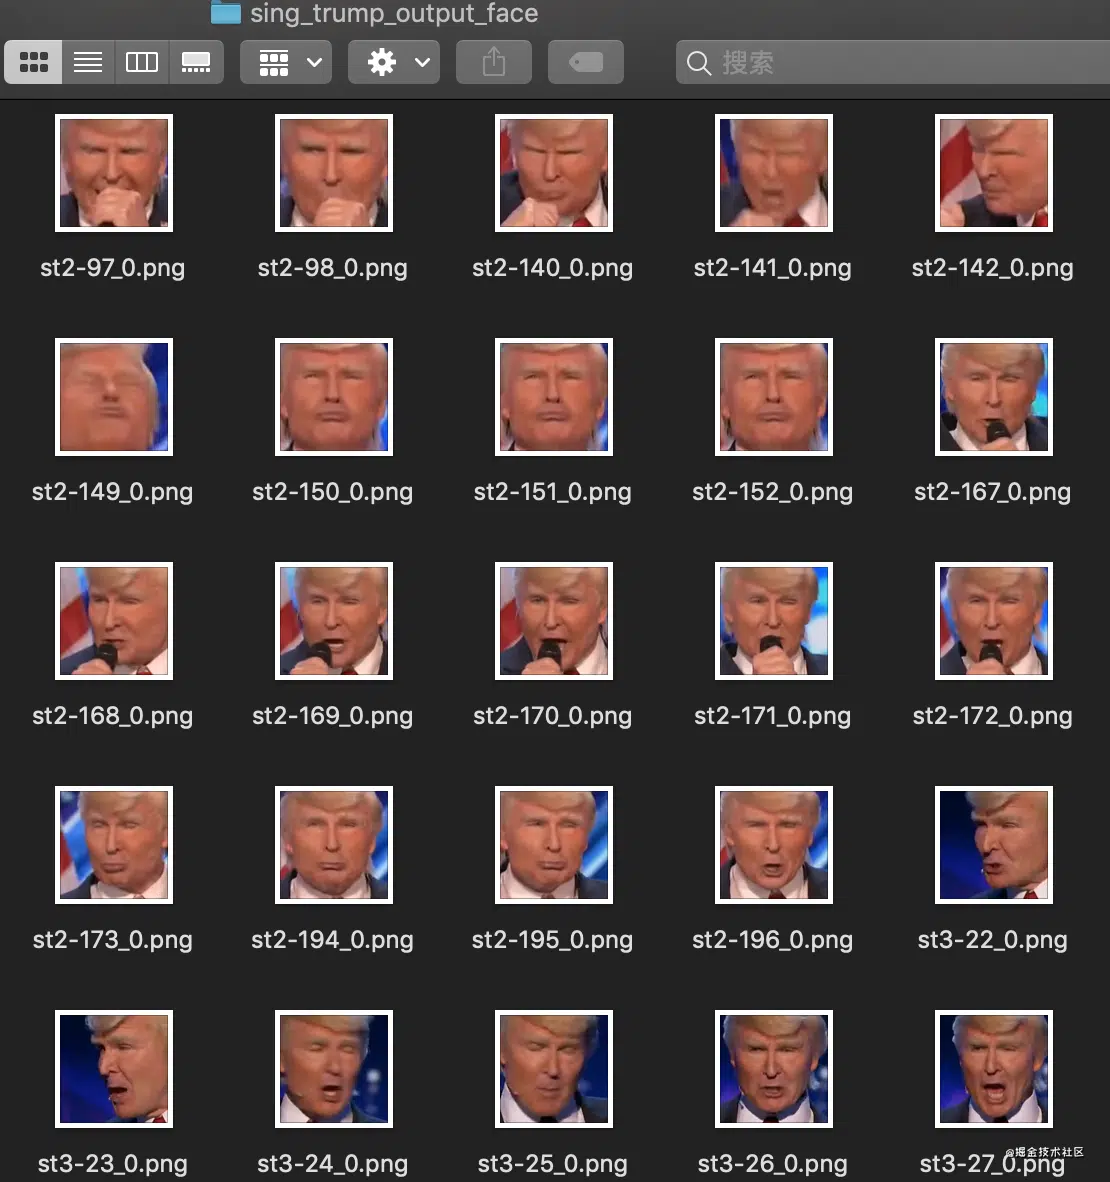 sing_trump_output_face
搜索
st2-97_0.png st2-98_0.png st2-140_0.png st2-141_0.png st2-142_0.png
st2-149_0.png st2-150_0.png st2-151_0.png st2-152_0.png st2-167_0.png
st2-168_0.png st2-169_0.png st2-170_0.png st2-171_0.png st2-172_0.png
st2-173_0.png st2-194_0.png st2-195_0.png st2-196_0.png st3-22_0.png
st3-23_0.png st3-24_0.png st3-25_0.png st3-26_0.png st3-27_0.png
@掘金技术社区